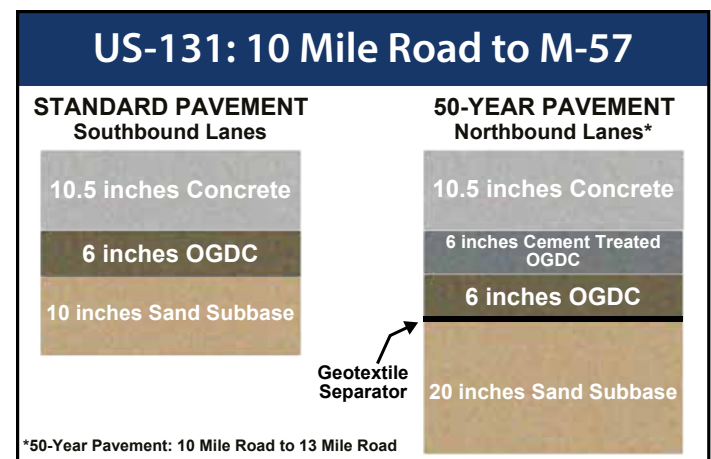 US-131: 10 Mile Road to M-57
STANDARD PAVEMENT
Southbound Lanes
10.5 inches Concrete
6 inches OGDC
10 inches Sand Subbase
50-YEAR PAVEMENT
Northbound Lanes*
10.5 inches Concrete
6 inches Cement Treated
OGDC
6 inches OGDC
Geotextile
Separator
20 inches Sand Subbase
*50-Year Pavement: 10 Mile Road to 13 Mile Road